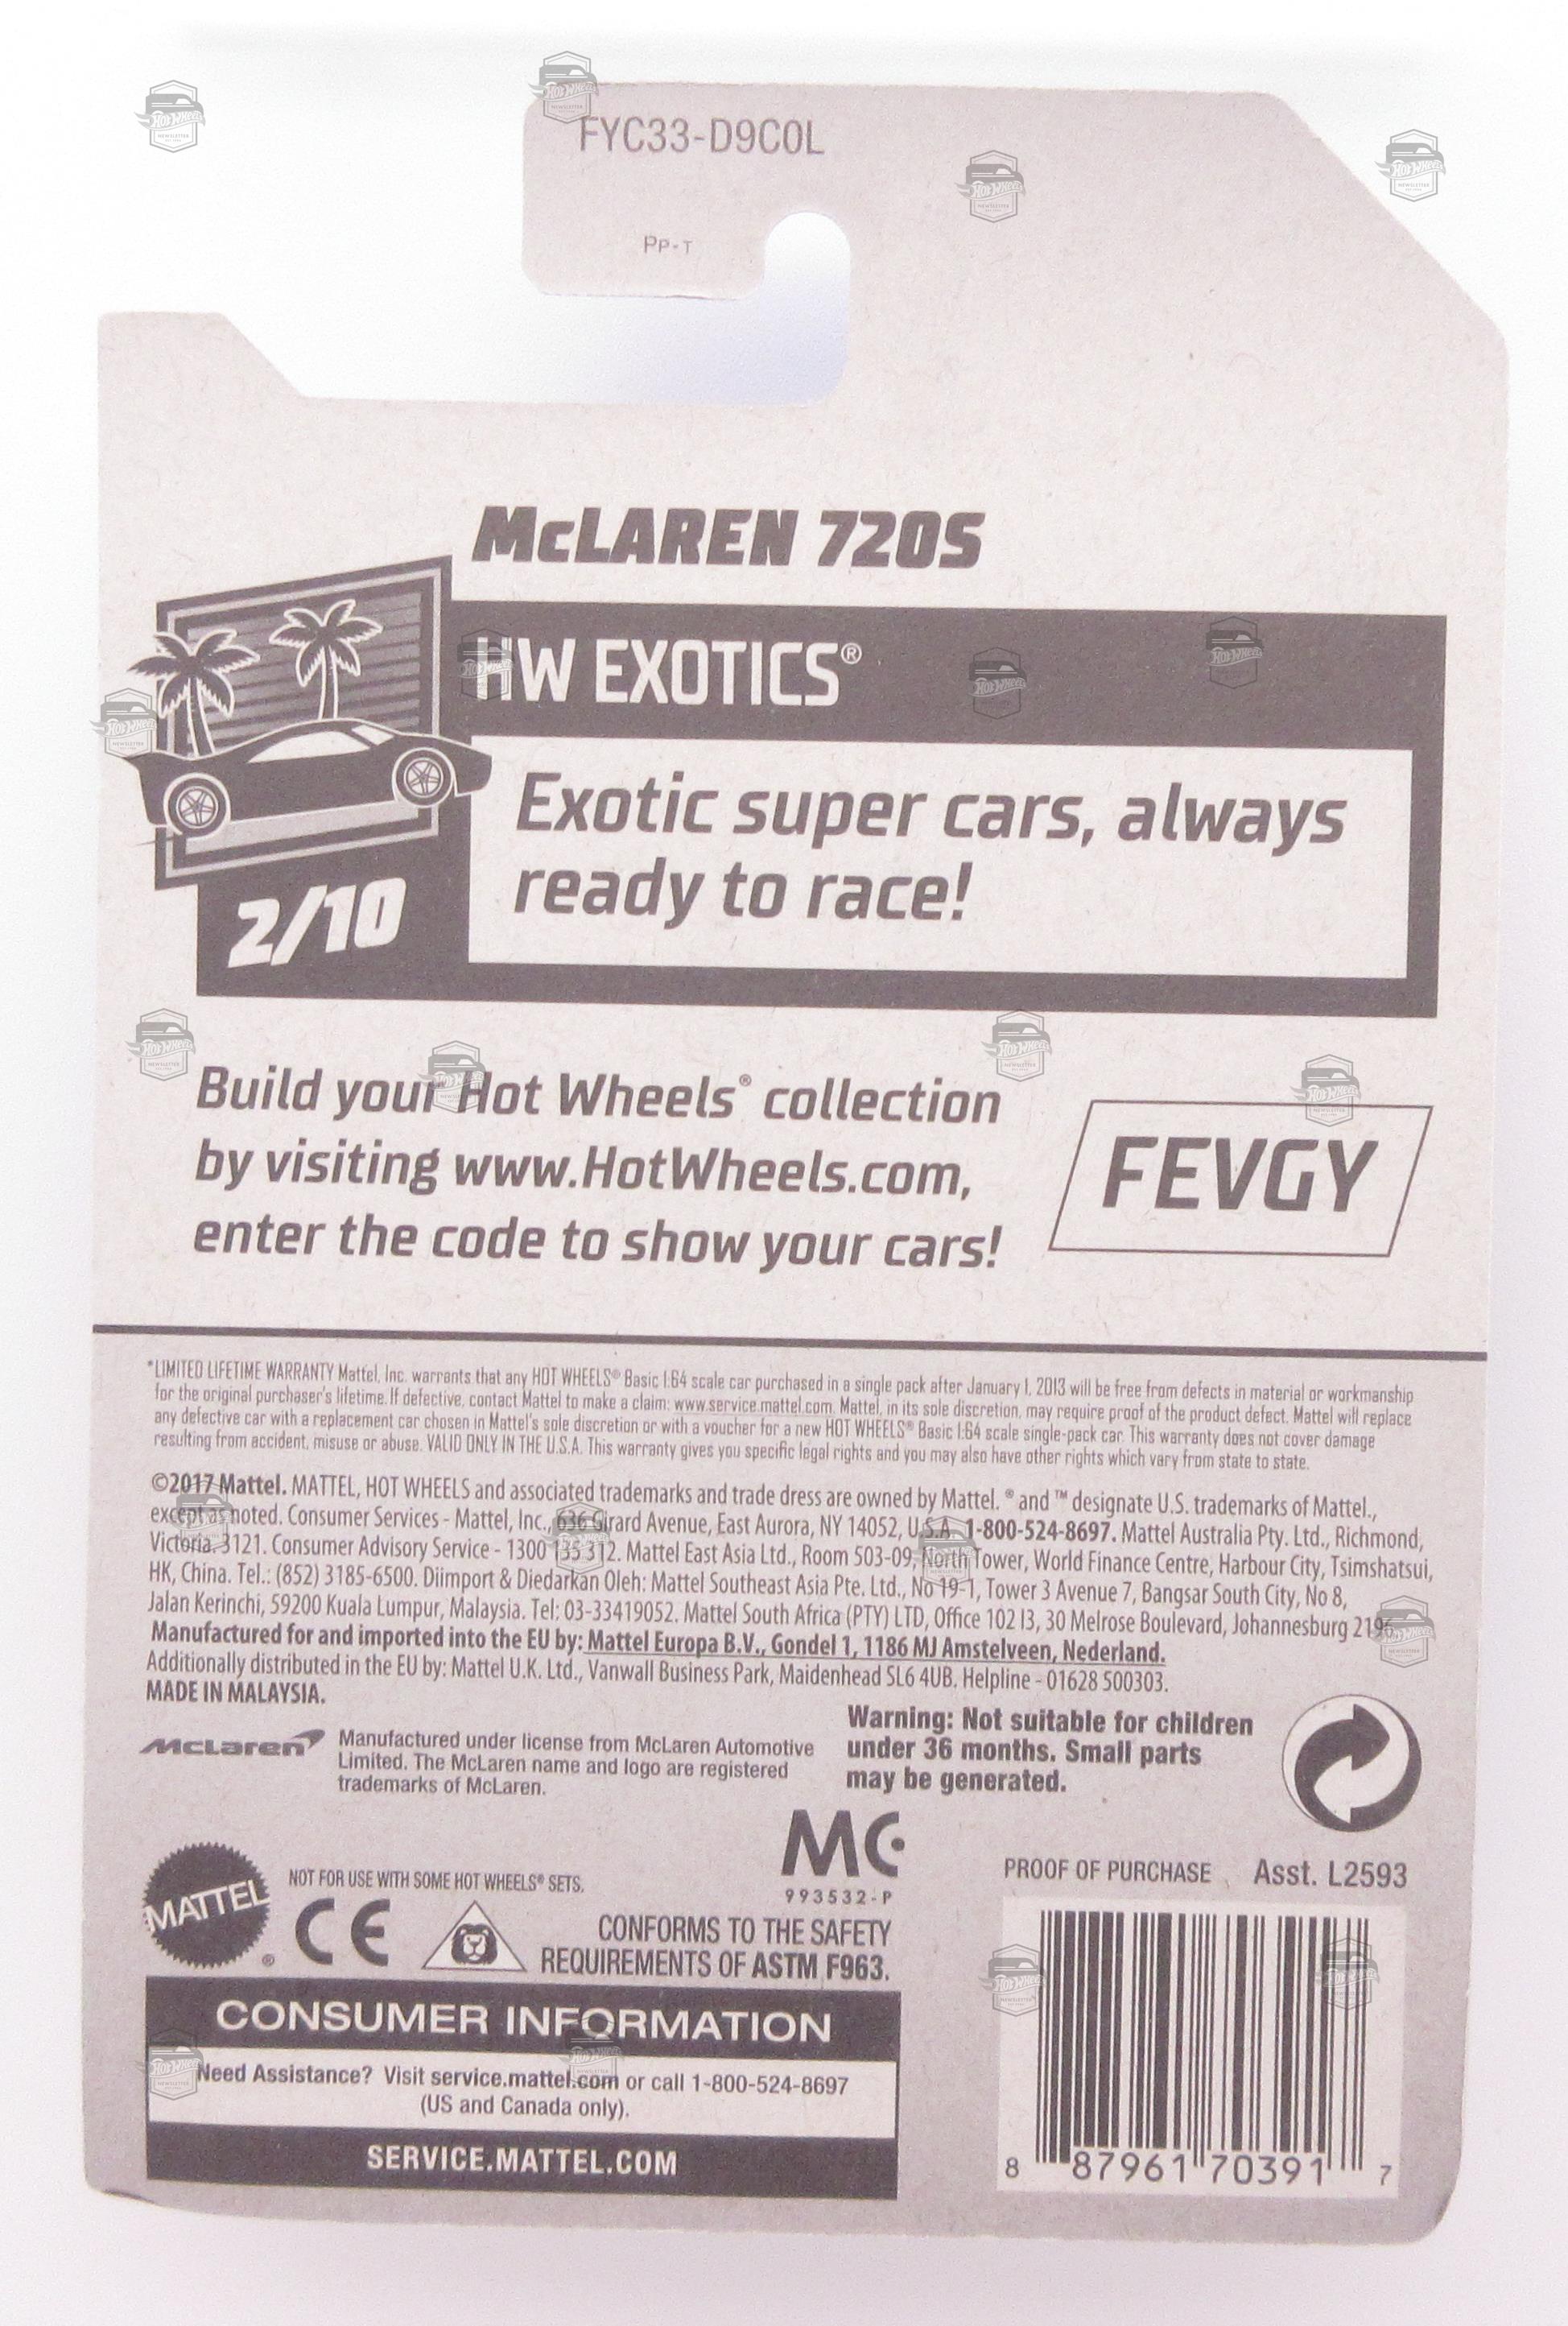 FYC33-D9C0L
PP-T
McLAREN 720S
HW EXOTICS®
Exotic super cars, always
ready to race!
2/10
Build your Hot Wheels® collection
by visiting www.HotWheels.com,
enter the code to show your cars!
FEVGY
*LIMITED LIFETIME WARRANTY Mattel, Inc. warrants that any HOT WHEELS® Basic 1:64 scale car purchased in a single pack after January 1, 2013 will be free from defects in material or workmanship
for the original purchaser's lifetime. If defective, contact Mattel to make a claim: www.service.mattel.com. Mattel, in its sole discretion, may require proof of the product defect. Mattel will replace
any defective car with a replacement car chosen in Mattel's sole discretion or with a voucher for a new HOT WHEELS® Basic 1:64 scale single-pack car. This warranty does not cover damage
resulting from accident, misuse or abuse. VALID ONLY IN THE U.S.A. This warranty gives you specific legal rights and you may also have other rights which vary from state to state.
©2017 Mattel. MATTEL, HOT WHEELS and associated trademarks and trade dress are owned by Mattel. ® and ™ designate U.S. trademarks of Mattel.,
except as noted. Consumer Services - Mattel, Inc., 636 Girard Avenue, East Aurora, NY 14052, U.S.A. 1-800-524-8697. Mattel Australia Pty. Ltd., Richmond,
Victoria. 3121. Consumer Advisory Service - 1300 135 312. Mattel East Asia Ltd., Room 503-09, North Tower, World Finance Centre, Harbour City, Tsimshatsui,
HK, China. Tel.: (852) 3185-6500. Diimport & Diedarkan Oleh: Mattel Southeast Asia Pte. Ltd., No 19-1, Tower 3 Avenue 7, Bangsar South City, No 8,
Jalan Kerinchi, 59200 Kuala Lumpur, Malaysia. Tel: 03-33419052. Mattel South Africa (PTY) LTD, Office 102 I3, 30 Melrose Boulevard, Johannesburg 2196.
Manufactured for and imported into the EU by: Mattel Europa B.V., Gondel 1, 1186 MJ Amstelveen, Nederland.
Additionally distributed in the EU by: Mattel U.K. Ltd., Vanwall Business Park, Maidenhead SL6 4UB. Helpline - 01628 500303.
MADE IN MALAYSIA.
McLaren
Manufactured under license from McLaren Automotive
Limited. The McLaren name and logo are registered
trademarks of McLaren.
Warning: Not suitable for children
under 36 months. Small parts
may be generated.
MC
993532-P
MATTEL®
NOT FOR USE WITH SOME HOT WHEELS® SETS.
CE
CONFORMS TO THE SAFETY
REQUIREMENTS OF ASTM F963.
PROOF OF PURCHASE Asst. L2593
CONSUMER INFORMATION
Need Assistance? Visit service.mattel.com or call 1-800-524-8697
(US and Canada only).
SERVICE.MATTEL.COM
8 87961 70391 7